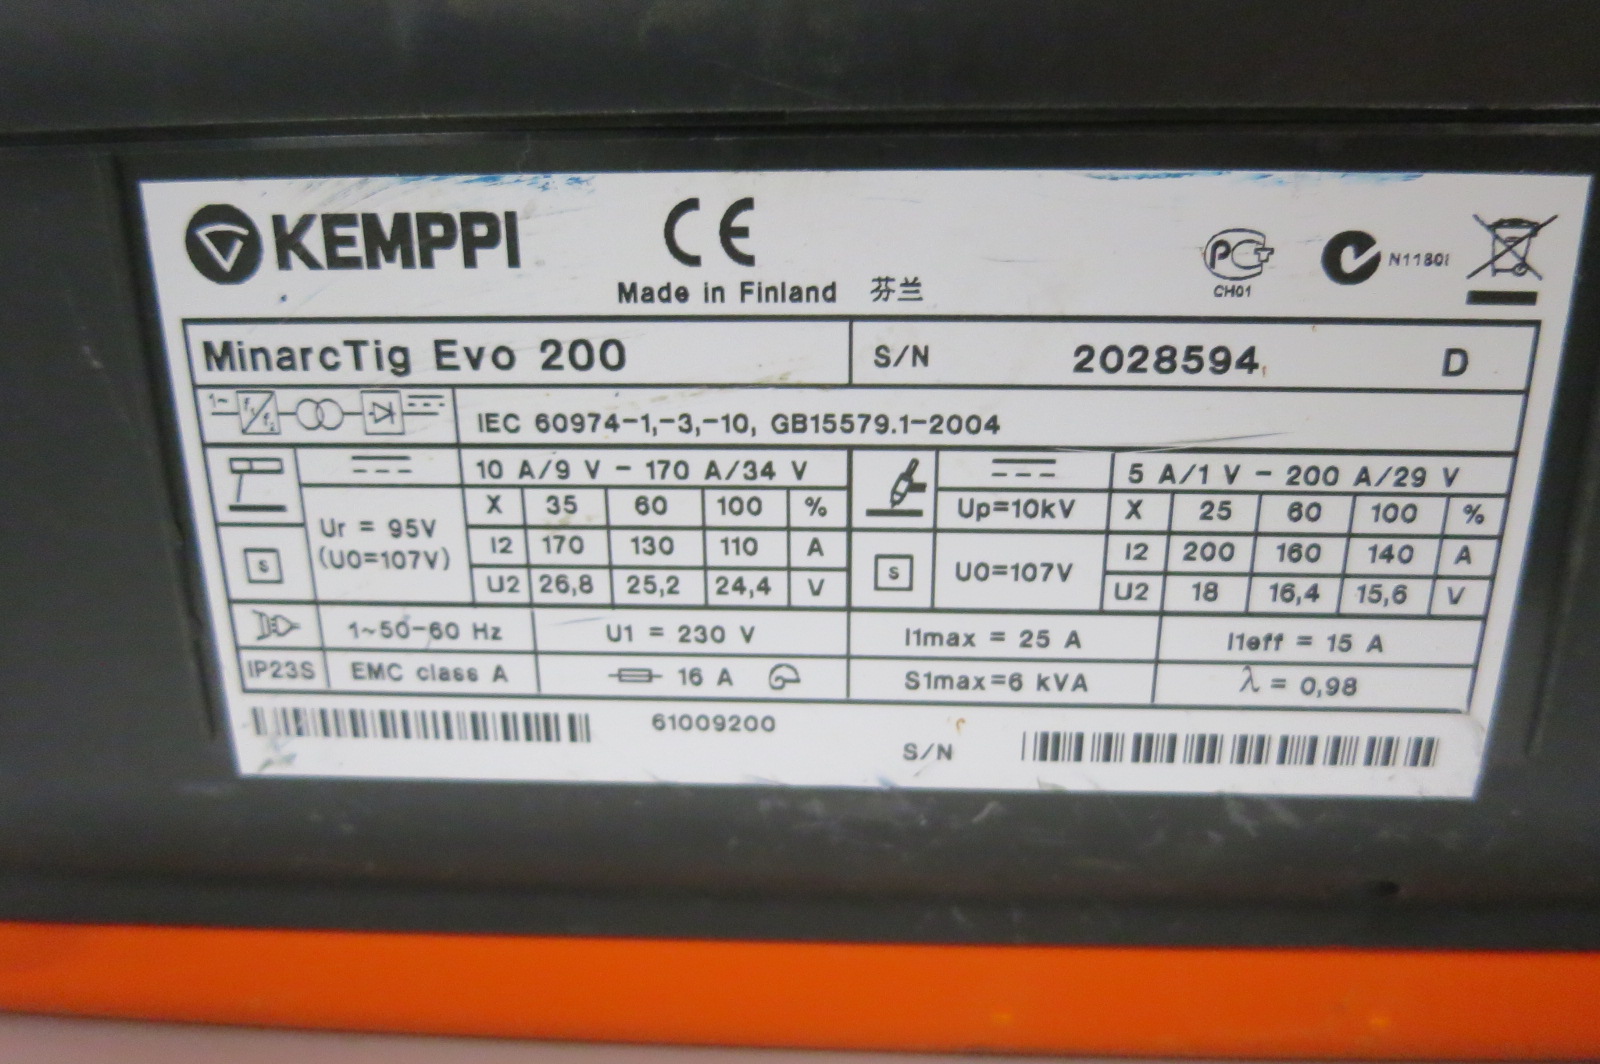 KEMPPI CE
Made in Finland 芬兰
PCT CH01 N11801
MinarcTig Evo 200 S/N 2028594 D
1~ f1 f2 IEC 60974-1,-3,-10, GB15579.1-2004
10 A/9 V - 170 A/34 V 5 A/1 V - 200 A/29 V
Ur = 95V X 35 60 100 % Up=10kV X 25 60 100 %
(U0=107V) I2 170 130 110 A S U0=107V I2 200 160 140 A
S U2 26,8 25,2 24,4 V U2 18 16,4 15,6 V
1~50-60 Hz U1 = 230 V I1max = 25 A I1eff = 15 A
IP23S EMC class A 16 A S1max=6 kVA λ = 0,98
61009200
S/N